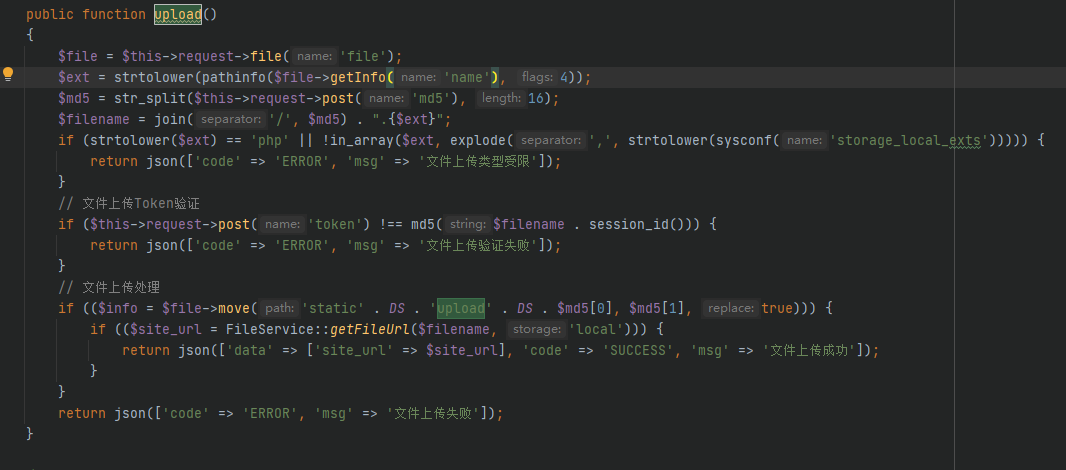 public function upload()
{
    $file = $this->request->file( name: 'file');
    $ext = strtolower(pathinfo($file->getInfo( name: 'name'), flags: 4));
    $md5 = str_split($this->request->post( name: 'md5'), length: 16);
    $filename = join( separator: '/', $md5) . ".{$ext}";
    if (strtolower($ext) == 'php' || !in_array($ext, explode( separator: ',', strtolower(sysconf( name: 'storage_local_exts'))))) {
        return json(['code' => 'ERROR', 'msg' => '文件上传类型受限']);
    }
    // 文件上传Token验证
    if ($this->request->post( name: 'token') !== md5( string: $filename . session_id())) {
        return json(['code' => 'ERROR', 'msg' => '文件上传验证失败']);
    }
    // 文件上传处理
    if (($info = $file->move( path: 'static' . DS . 'upload' . DS . $md5[0], $md5[1], replace: true))) {
        if (($site_url = FileService::getFileUrl($filename, storage: 'local'))) {
            return json(['data' => ['site_url' => $site_url], 'code' => 'SUCCESS', 'msg' => '文件上传成功']);
        }
    }
    return json(['code' => 'ERROR', 'msg' => '文件上传失败']);
}